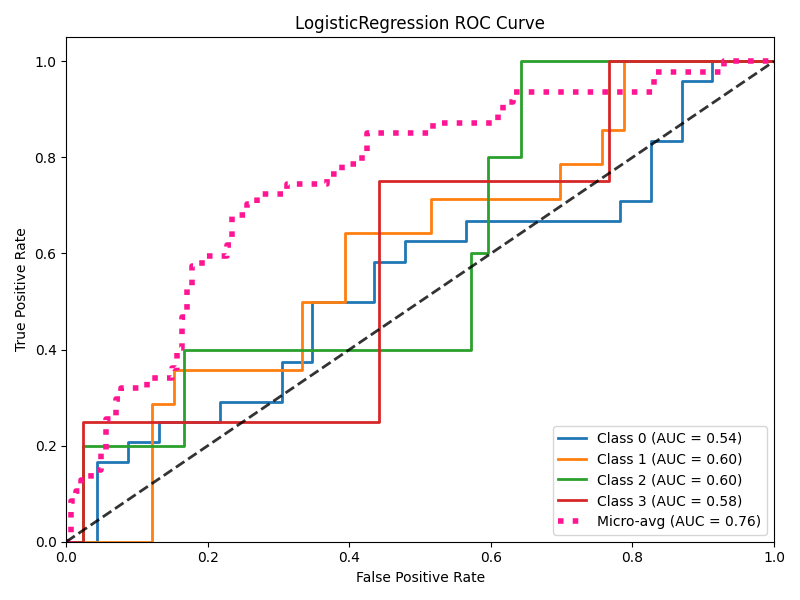 LogisticRegression ROC Curve
True Positive Rate
1.0
0.8
0.6
0.4
0.2
0.0
0.0 0.2 0.4 0.6 0.8 1.0
False Positive Rate
Class 0 (AUC = 0.54)
Class 1 (AUC = 0.60)
Class 2 (AUC = 0.60)
Class 3 (AUC = 0.58)
Micro-avg (AUC = 0.76)